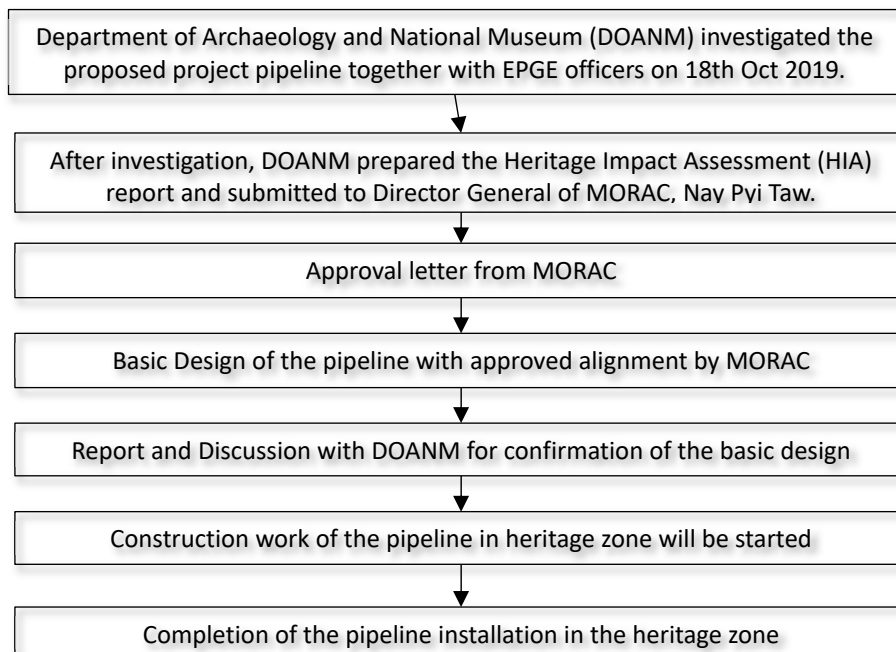 Department of Archaeology and National Museum (DOANM) investigated the
proposed project pipeline together with EPGE officers on 18th Oct 2019.
After investigation, DOANM prepared the Heritage Impact Assessment (HIA)
report and submitted to Director General of MORAC, Nay Pyi Taw.
Approval letter from MORAC
Basic Design of the pipeline with approved alignment by MORAC
Report and Discussion with DOANM for confirmation of the basic design
Construction work of the pipeline in heritage zone will be started
Completion of the pipeline installation in the heritage zone